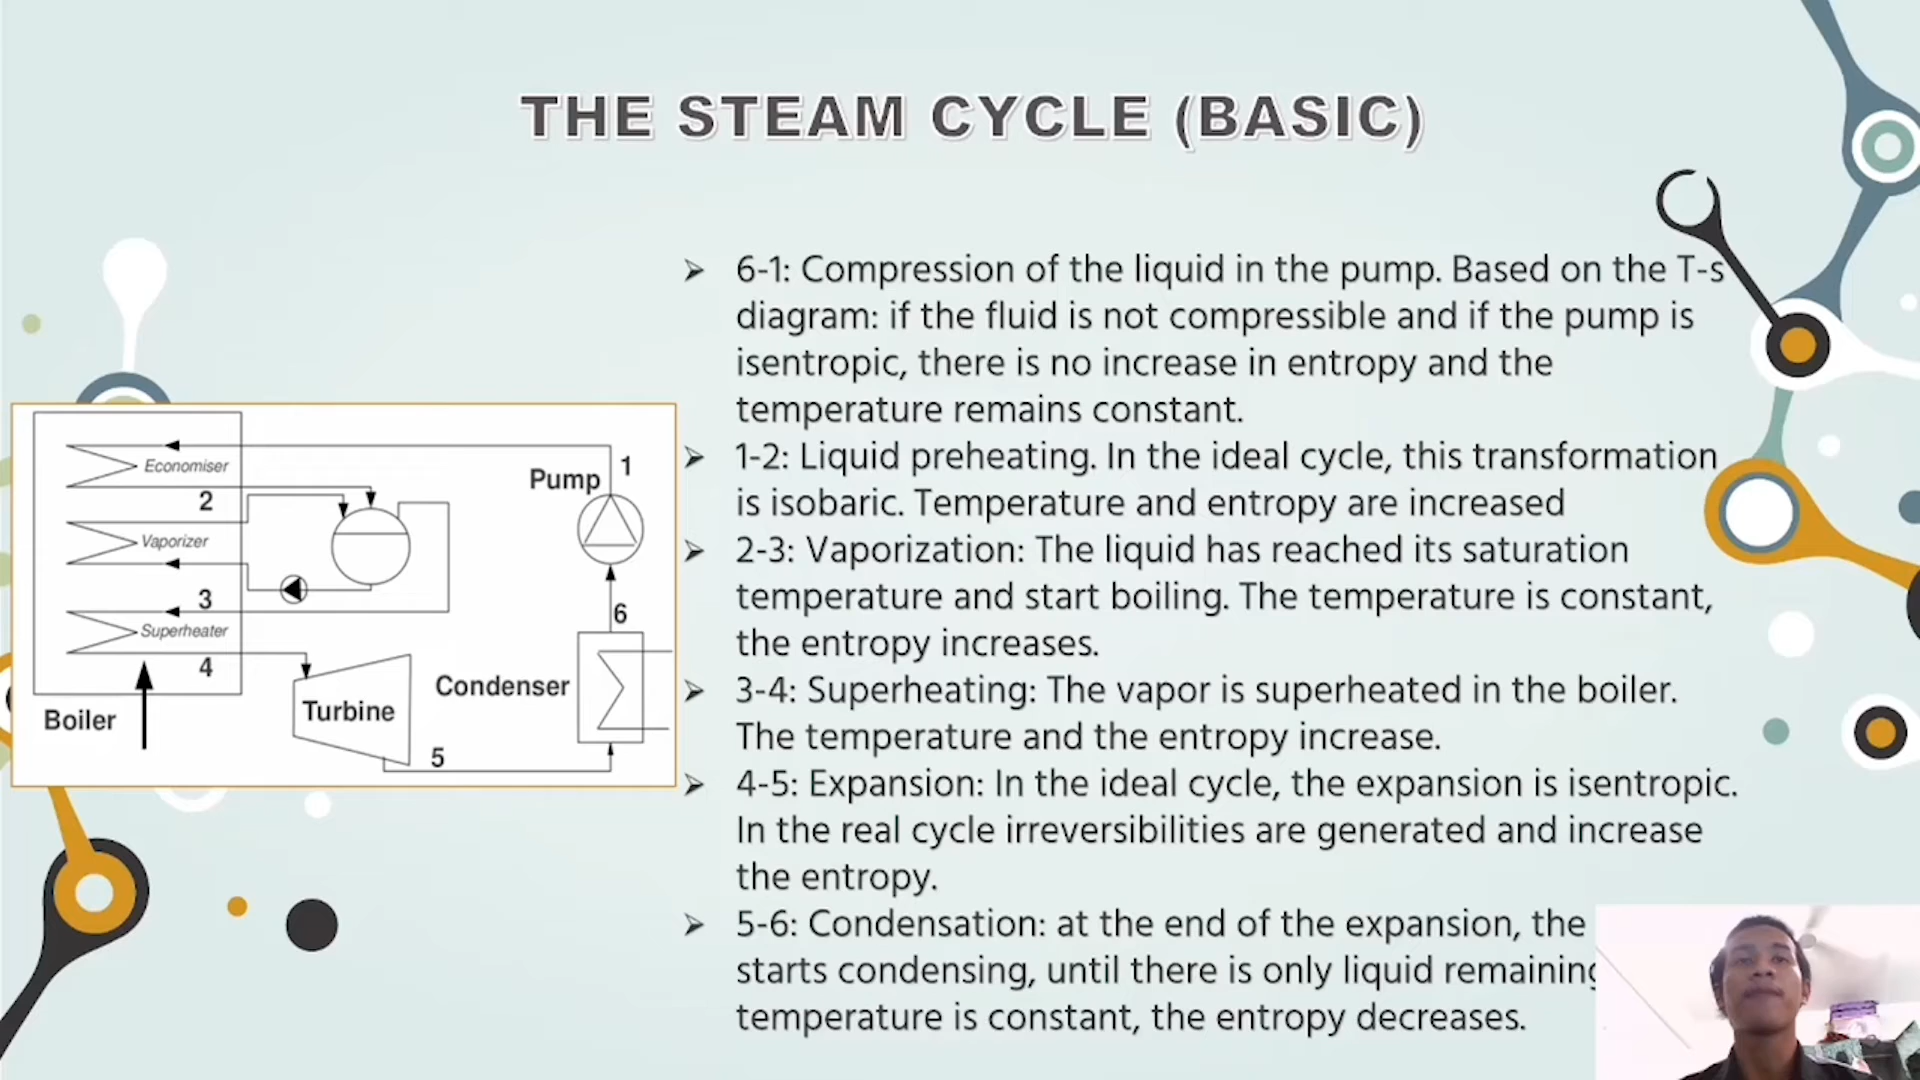 THE STEAM CYCLE (BASIC)
6-1: Compression of the liquid in the pump. Based on the T-s
diagram: if the fluid is not compressible and if the pump is
isentropic, there is no increase in entropy and the
temperature remains constant.
1-2: Liquid preheating. In the ideal cycle, this transformation
is isobaric. Temperature and entropy are increased
2-3: Vaporization: The liquid has reached its saturation
temperature and start boiling. The temperature is constant,
the entropy increases.
3-4: Superheating: The vapor is superheated in the boiler.
The temperature and the entropy increase.
4-5: Expansion: In the ideal cycle, the expansion is isentropic.
In the real cycle irreversibilities are generated and increase
the entropy.
5-6: Condensation: at the end of the expansion, the
starts condensing, until there is only liquid remaining
temperature is constant, the entropy decreases.
Economiser
2
Vaporizer
3
Superheater
4
Boiler
Turbine
5
Condenser
6
Pump
1